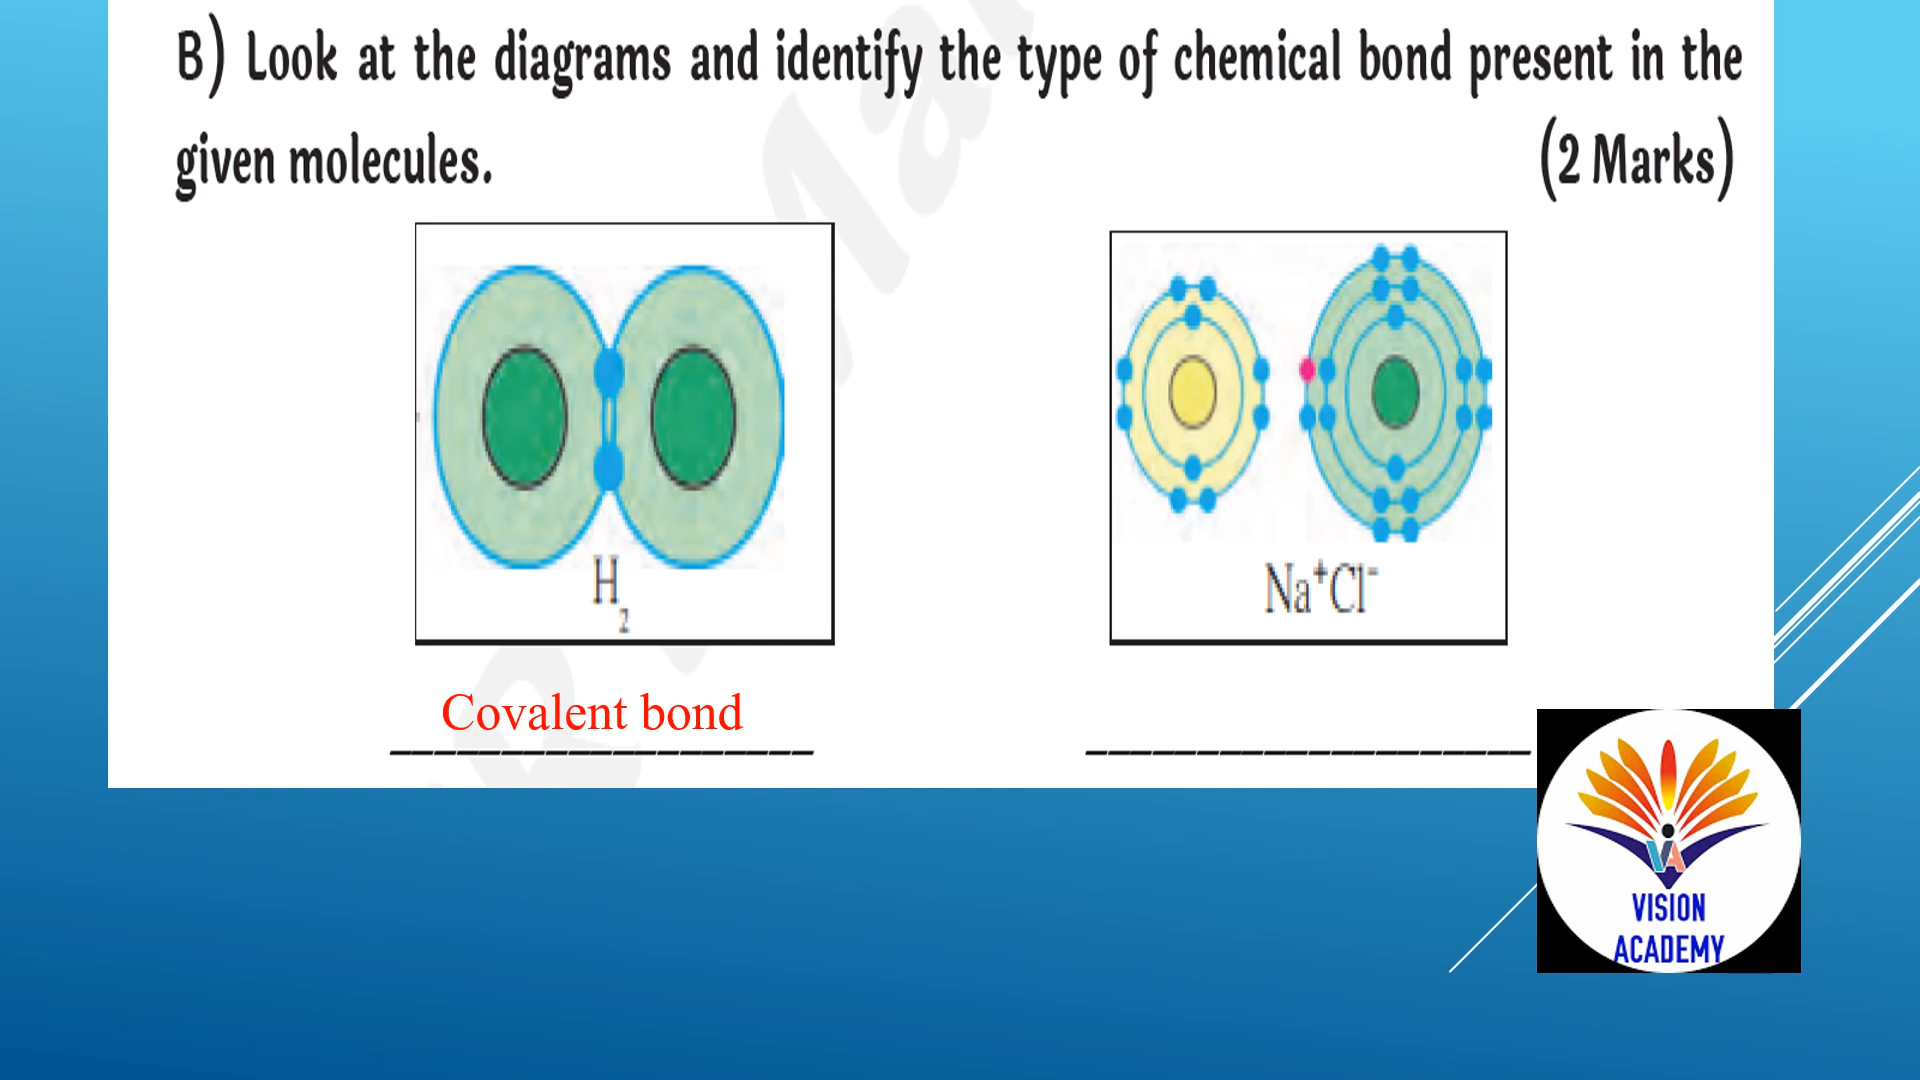 B) Look at the diagrams and identify the type of chemical bond present in the
given molecules. (2 Marks)
H2
Na+Cl-
Covalent bond
VISION
ACADEMY